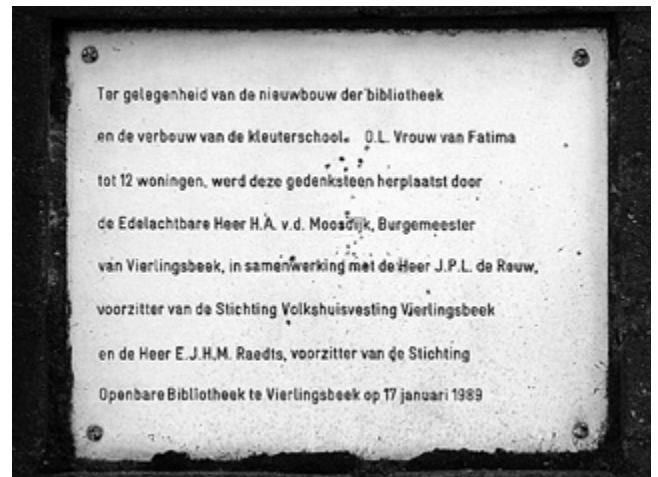 Ter gelegenheid van de nieuwbouw der bibliotheek
en de verbouw van de kleuterschool. O.L. Vrouw van Fatima
tot 12 woningen, werd deze gedenksteen herplaatst door
de Edelachtbare Heer H.A. v.d. Moosdijk, Burgemeester
van Vierlingsbeek, in samenwerking met de Heer J.P.L. de Rouw,
voorzitter van de Stichting Volkshuisvesting Vierlingsbeek
en de Heer E.J.H.M. Raedts, voorzitter van de Stichting
Openbare Bibliotheek te Vierlingsbeek op 17 januari 1989